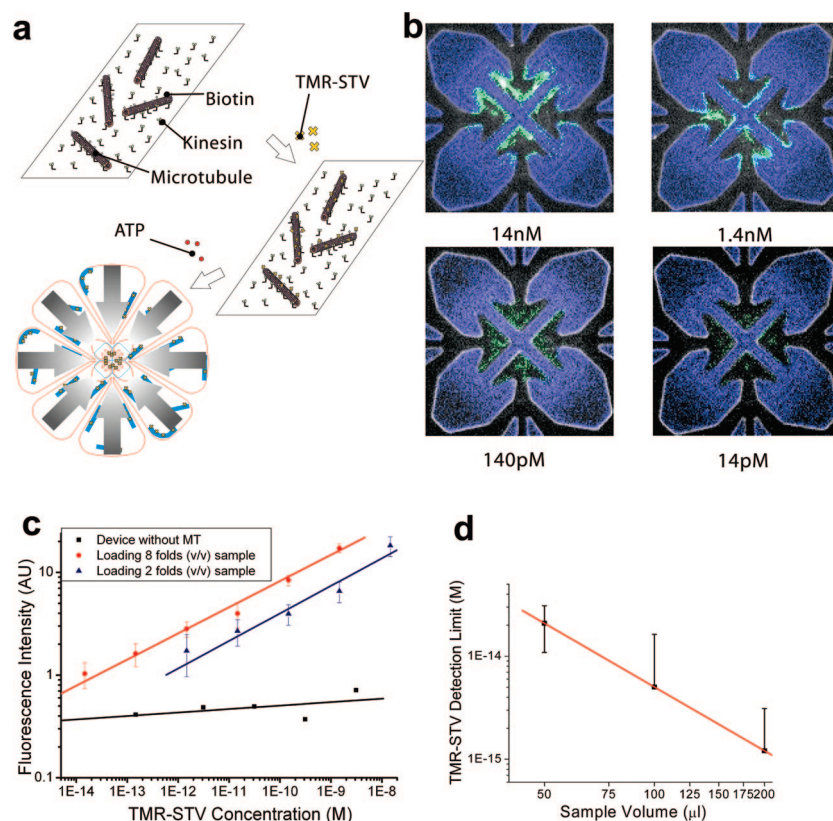 a
Biotin
Kinesin
Microtubule
TMR-STV
ATP
b
14nM
1.4nM
140pM
14pM
c
Device without MT
Loading 8 folds (v/v) sample
Loading 2 folds (v/v) sample
Fluorescence Intensity (AU)
10
1
0.1
1E-14 1E-13 1E-12 1E-11 1E-10 1E-9 1E-8
TMR-STV Concentration (M)
d
TMR-STV Detection Limit (M)
1E-14
1E-15
50 75 100 125 150 175 200
Sample Volume (μl)